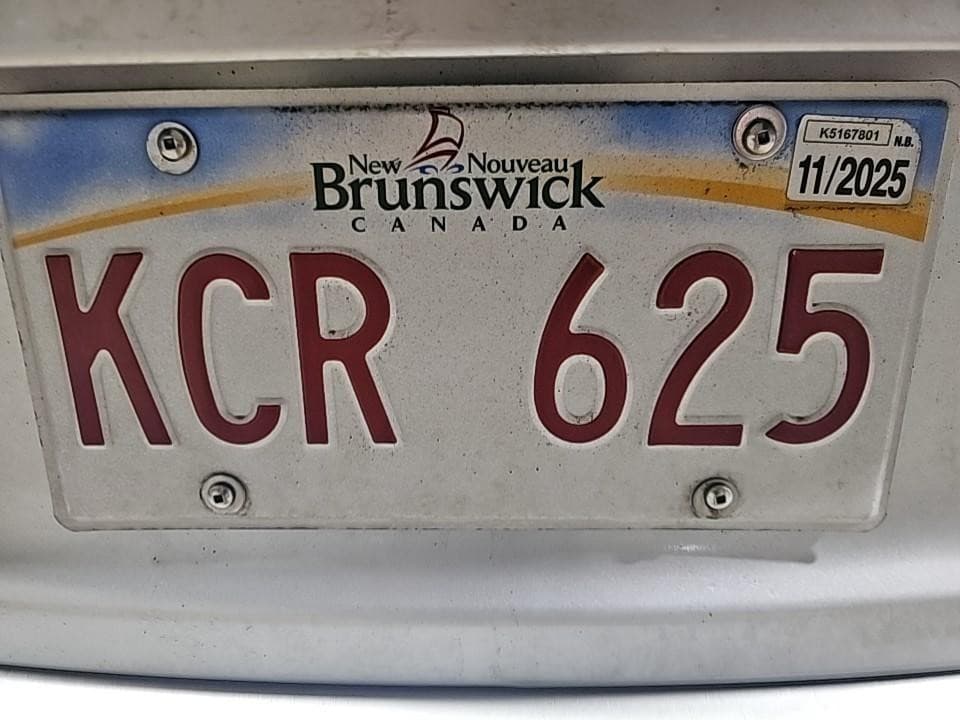 K5167801 N.B.
11/2025
New Nouveau
Brunswick
CANADA
KCR 625